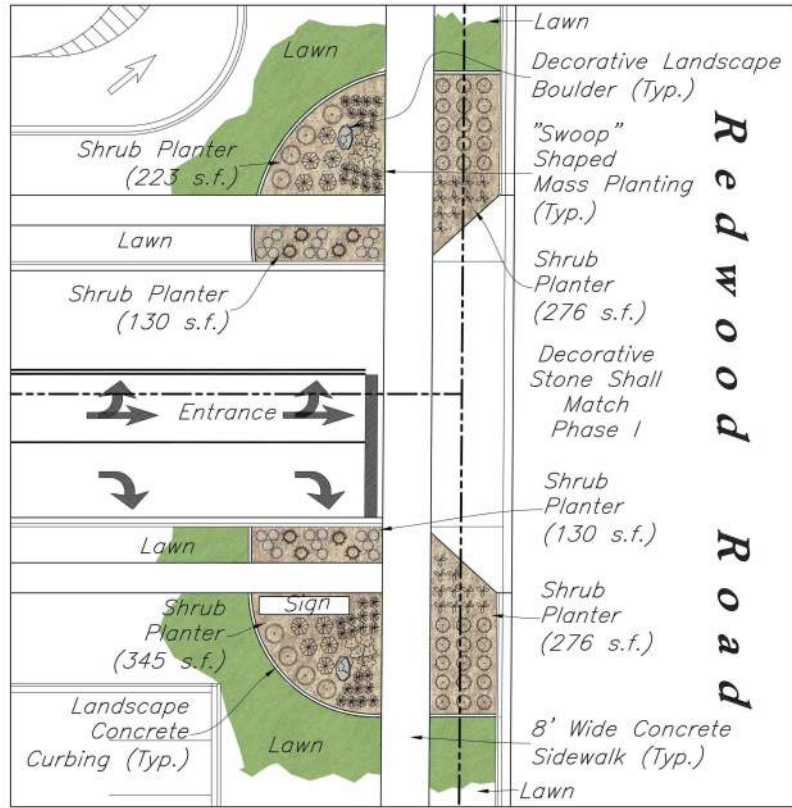 Lawn
Lawn
Decorative Landscape
Boulder (Typ.)
Shrub Planter
(223 s.f.)
"Swoop"
Shaped
Mass Planting
(Typ.)
Lawn
Shrub Planter
(130 s.f.)
Shrub
Planter
(276 s.f.)
Decorative
Stone Shall
Match
Phase I
Entrance
Shrub
Planter
(130 s.f.)
Lawn
Sign
Shrub
Planter
(345 s.f.)
Shrub
Planter
(276 s.f.)
Landscape
Concrete
Curbing (Typ.)
Lawn
8' Wide Concrete
Sidewalk (Typ.)
Lawn
Redwood Road